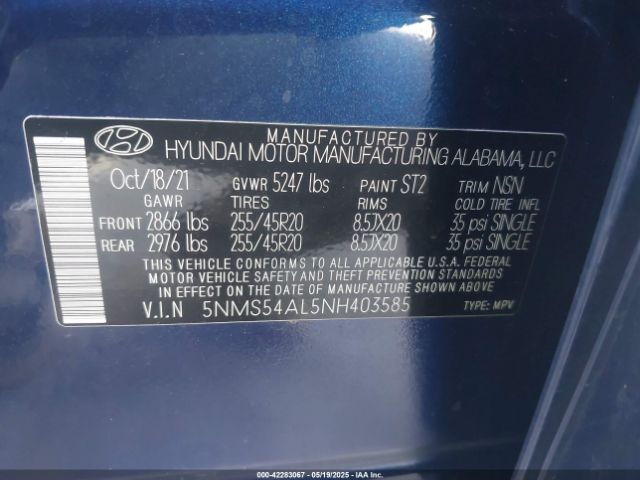 MANUFACTURED BY
HYUNDAI MOTOR MANUFACTURING ALABAMA, LLC
Oct/18/21 GVWR 5247 lbs PAINT ST2 TRIM NSN
GAWR TIRES RIMS COLD TIRE INFL
FRONT 2866 lbs 255/45R20 8.5JX20 35 psi SINGLE
REAR 2976 lbs 255/45R20 8.5JX20 35 psi SINGLE
THIS VEHICLE CONFORMS TO ALL APPLICABLE U.S.A. FEDERAL
MOTOR VEHICLE SAFETY AND THEFT PREVENTION STANDARDS
IN EFFECT ON THE DATE OF MANUFACTURE SHOWN ABOVE.
V.I.N 5NMS54AL5NH403585 TYPE: MPV
000-42283067 - 05/19/2025 - IAAI.COM